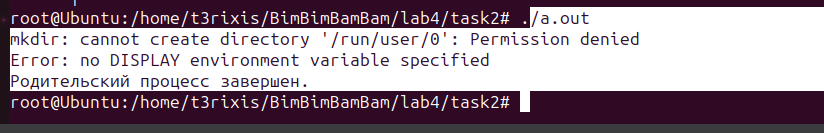 root@Ubuntu:/home/t3rixis/BimBimBamBam/lab4/task2# ./a.out
mkdir: cannot create directory '/run/user/0': Permission denied
Error: no DISPLAY environment variable specified
Родительский процесс завершен.
root@Ubuntu:/home/t3rixis/BimBimBamBam/lab4/task2#